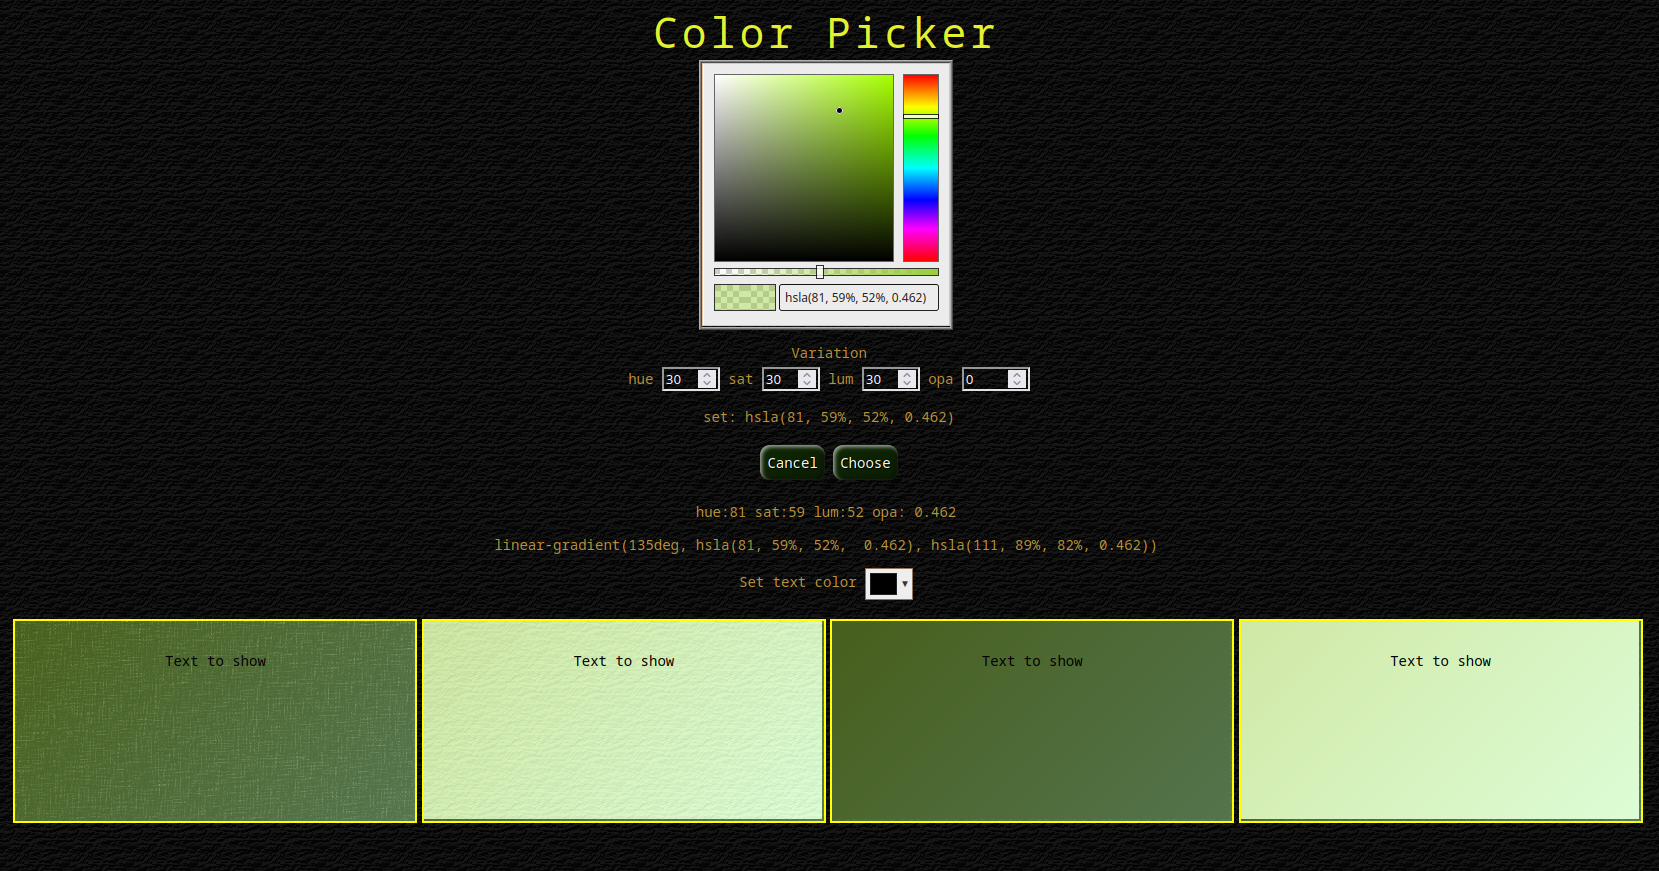 Color Picker
hsla(81, 59%, 52%, 0.462)
Variation
hue 30 sat 30 lum 30 opa 0
set: hsla(81, 59%, 52%, 0.462)
Cancel Choose
hue:81 sat:59 lum:52 opa: 0.462
linear-gradient(135deg, hsla(81, 59%, 52%, 0.462), hsla(111, 89%, 82%, 0.462))
Set text color
Text to show Text to show Text to show Text to show